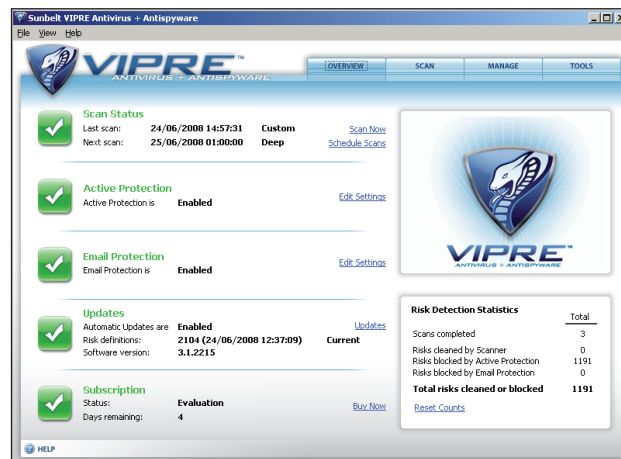 Sunbelt VIPRE Antivirus + Antispyware
File View Help
VIPRE™
ANTIVIRUS + ANTISPYWARE
OVERVIEW SCAN MANAGE TOOLS
Scan Status
Last scan: 24/06/2008 14:57:31 Custom Scan Now
Next scan: 25/06/2008 01:00:00 Deep Schedule Scans
Active Protection
Active Protection is Enabled Edit Settings
Email Protection
Email Protection is Enabled Edit Settings
Updates
Automatic Updates are Enabled Updates
Risk definitions: 2104 (24/06/2008 12:37:09) Current
Software version: 3.1.2215
Subscription
Status: Evaluation Buy Now
Days remaining: 4
VIPRE™
ANTIVIRUS + ANTISPYWARE
Risk Detection Statistics
Total
Scans completed 3
Risks cleaned by Scanner 0
Risks blocked by Active Protection 1191
Risks blocked by Email Protection 0
Total risks cleaned or blocked 1191
Reset Counts
HELP